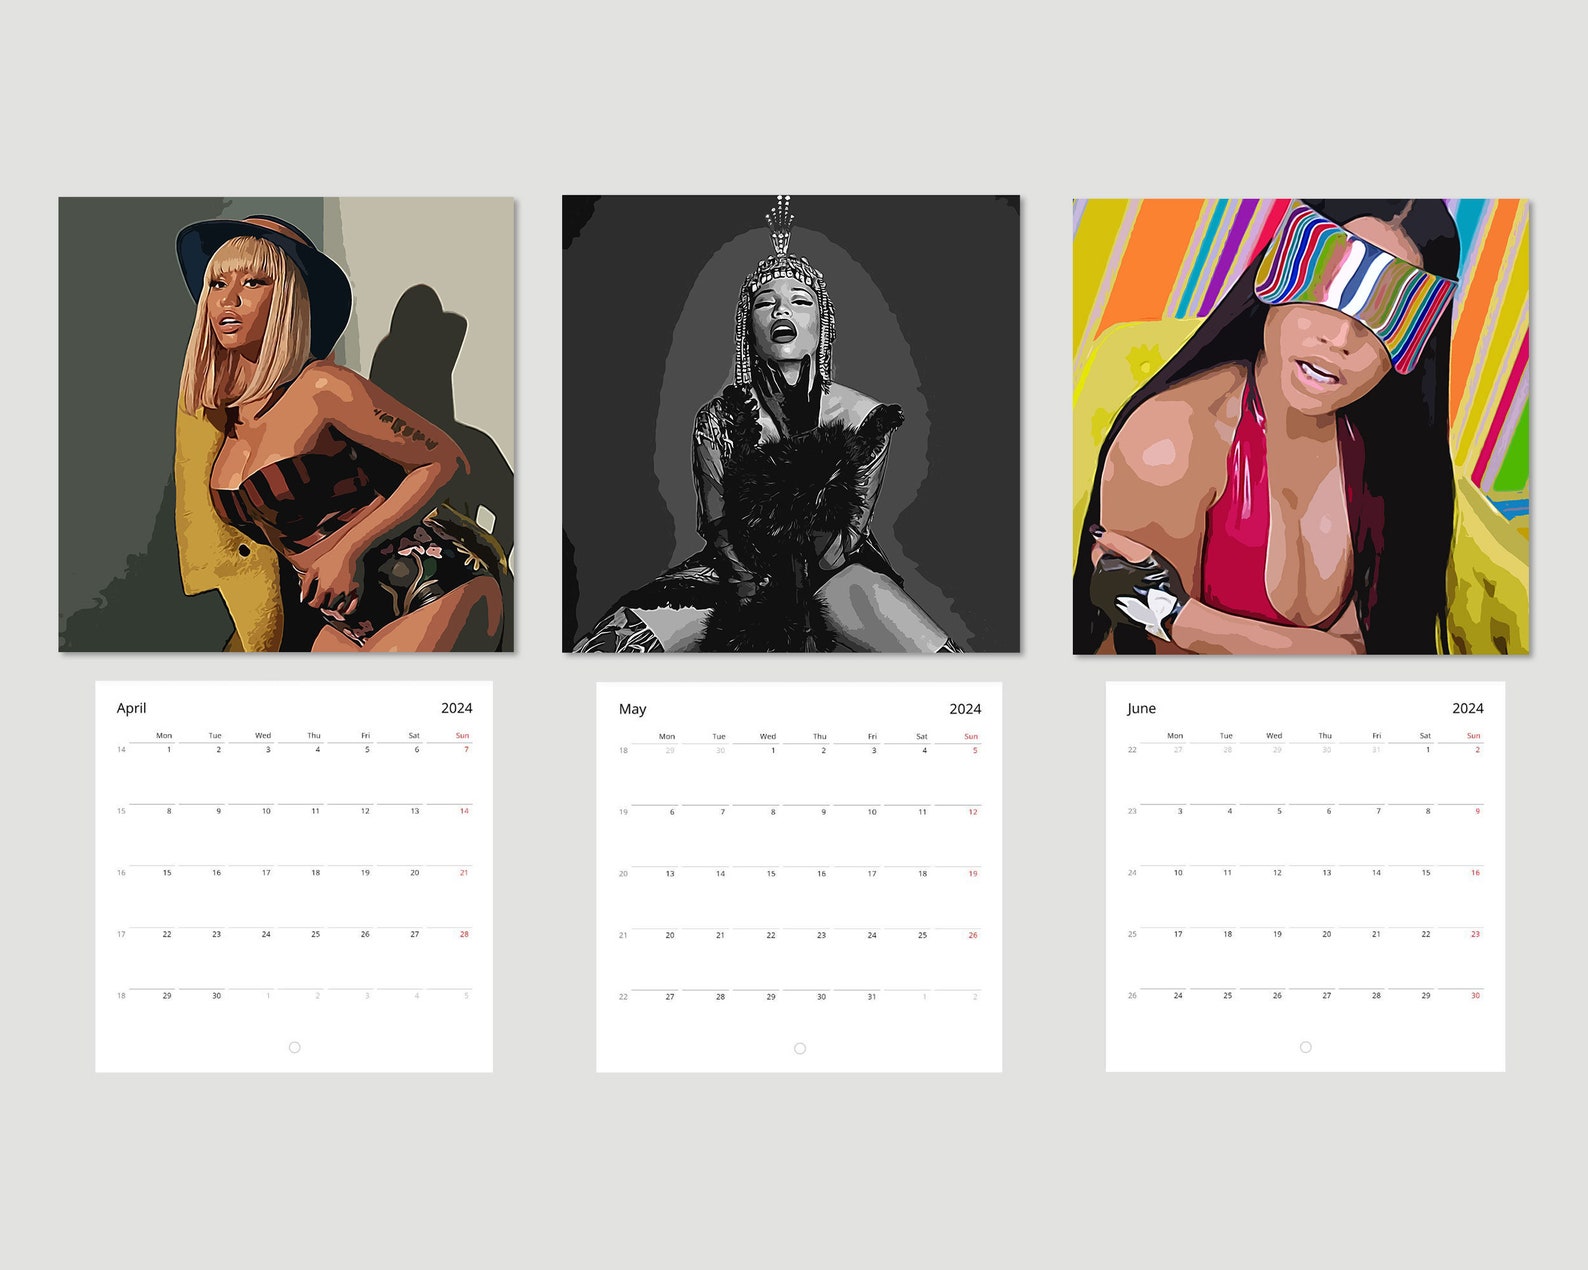 April 2024
Mon Tue Wed Thu Fri Sat Sun
14 1 2 3 4 5 6 7
15 8 9 10 11 12 13 14
16 15 16 17 18 19 20 21
17 22 23 24 25 26 27 28
18 29 30 1 2 3 4 5
May 2024
Mon Tue Wed Thu Fri Sat Sun
18 29 30 1 2 3 4 5
19 6 7 8 9 10 11 12
20 13 14 15 16 17 18 19
21 20 21 22 23 24 25 26
22 27 28 29 30 31 1 2
June 2024
Mon Tue Wed Thu Fri Sat Sun
22 27 28 29 30 31 1 2
23 3 4 5 6 7 8 9
24 10 11 12 13 14 15 16
25 17 18 19 20 21 22 23
26 24 25 26 27 28 29 30